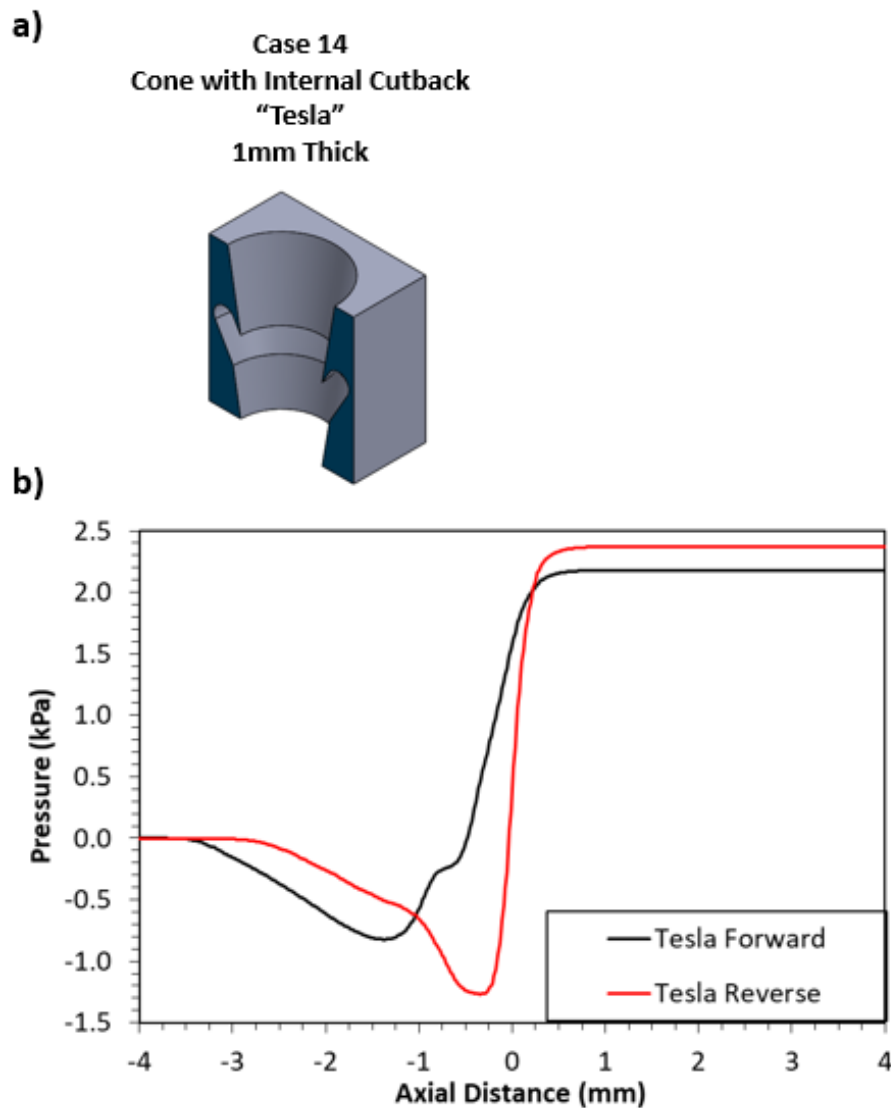 a)
Case 14
Cone with Internal Cutback
“Tesla”
1mm Thick
b)
2.5
2.0
1.5
1.0
0.5
0.0
-0.5
-1.0
-1.5
Pressure (kPa)
Tesla Forward
Tesla Reverse
-4 -3 -2 -1 0 1 2 3 4
Axial Distance (mm)